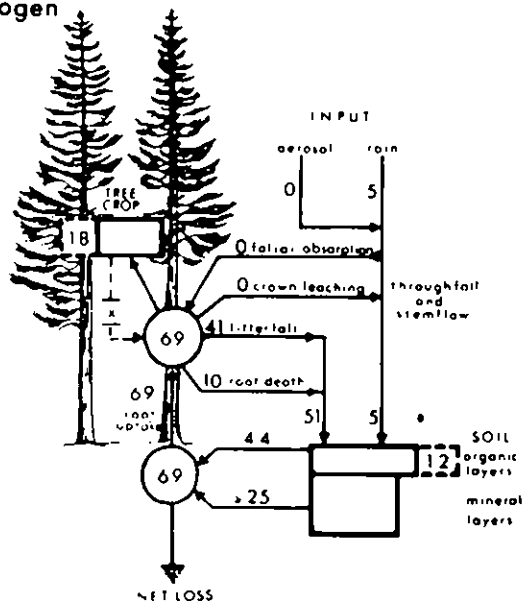 ogen
INPUT
aerosol rain
0 5
TREE
CROP
18
0 foliar absorption
0 crown leaching
throughfall
and
stemflow
x
69
41 litterfall
10 root death
69
root
uptake
51 5
SOIL
44
12
organic
layers
69
>25
mineral
layers
NET LOSS